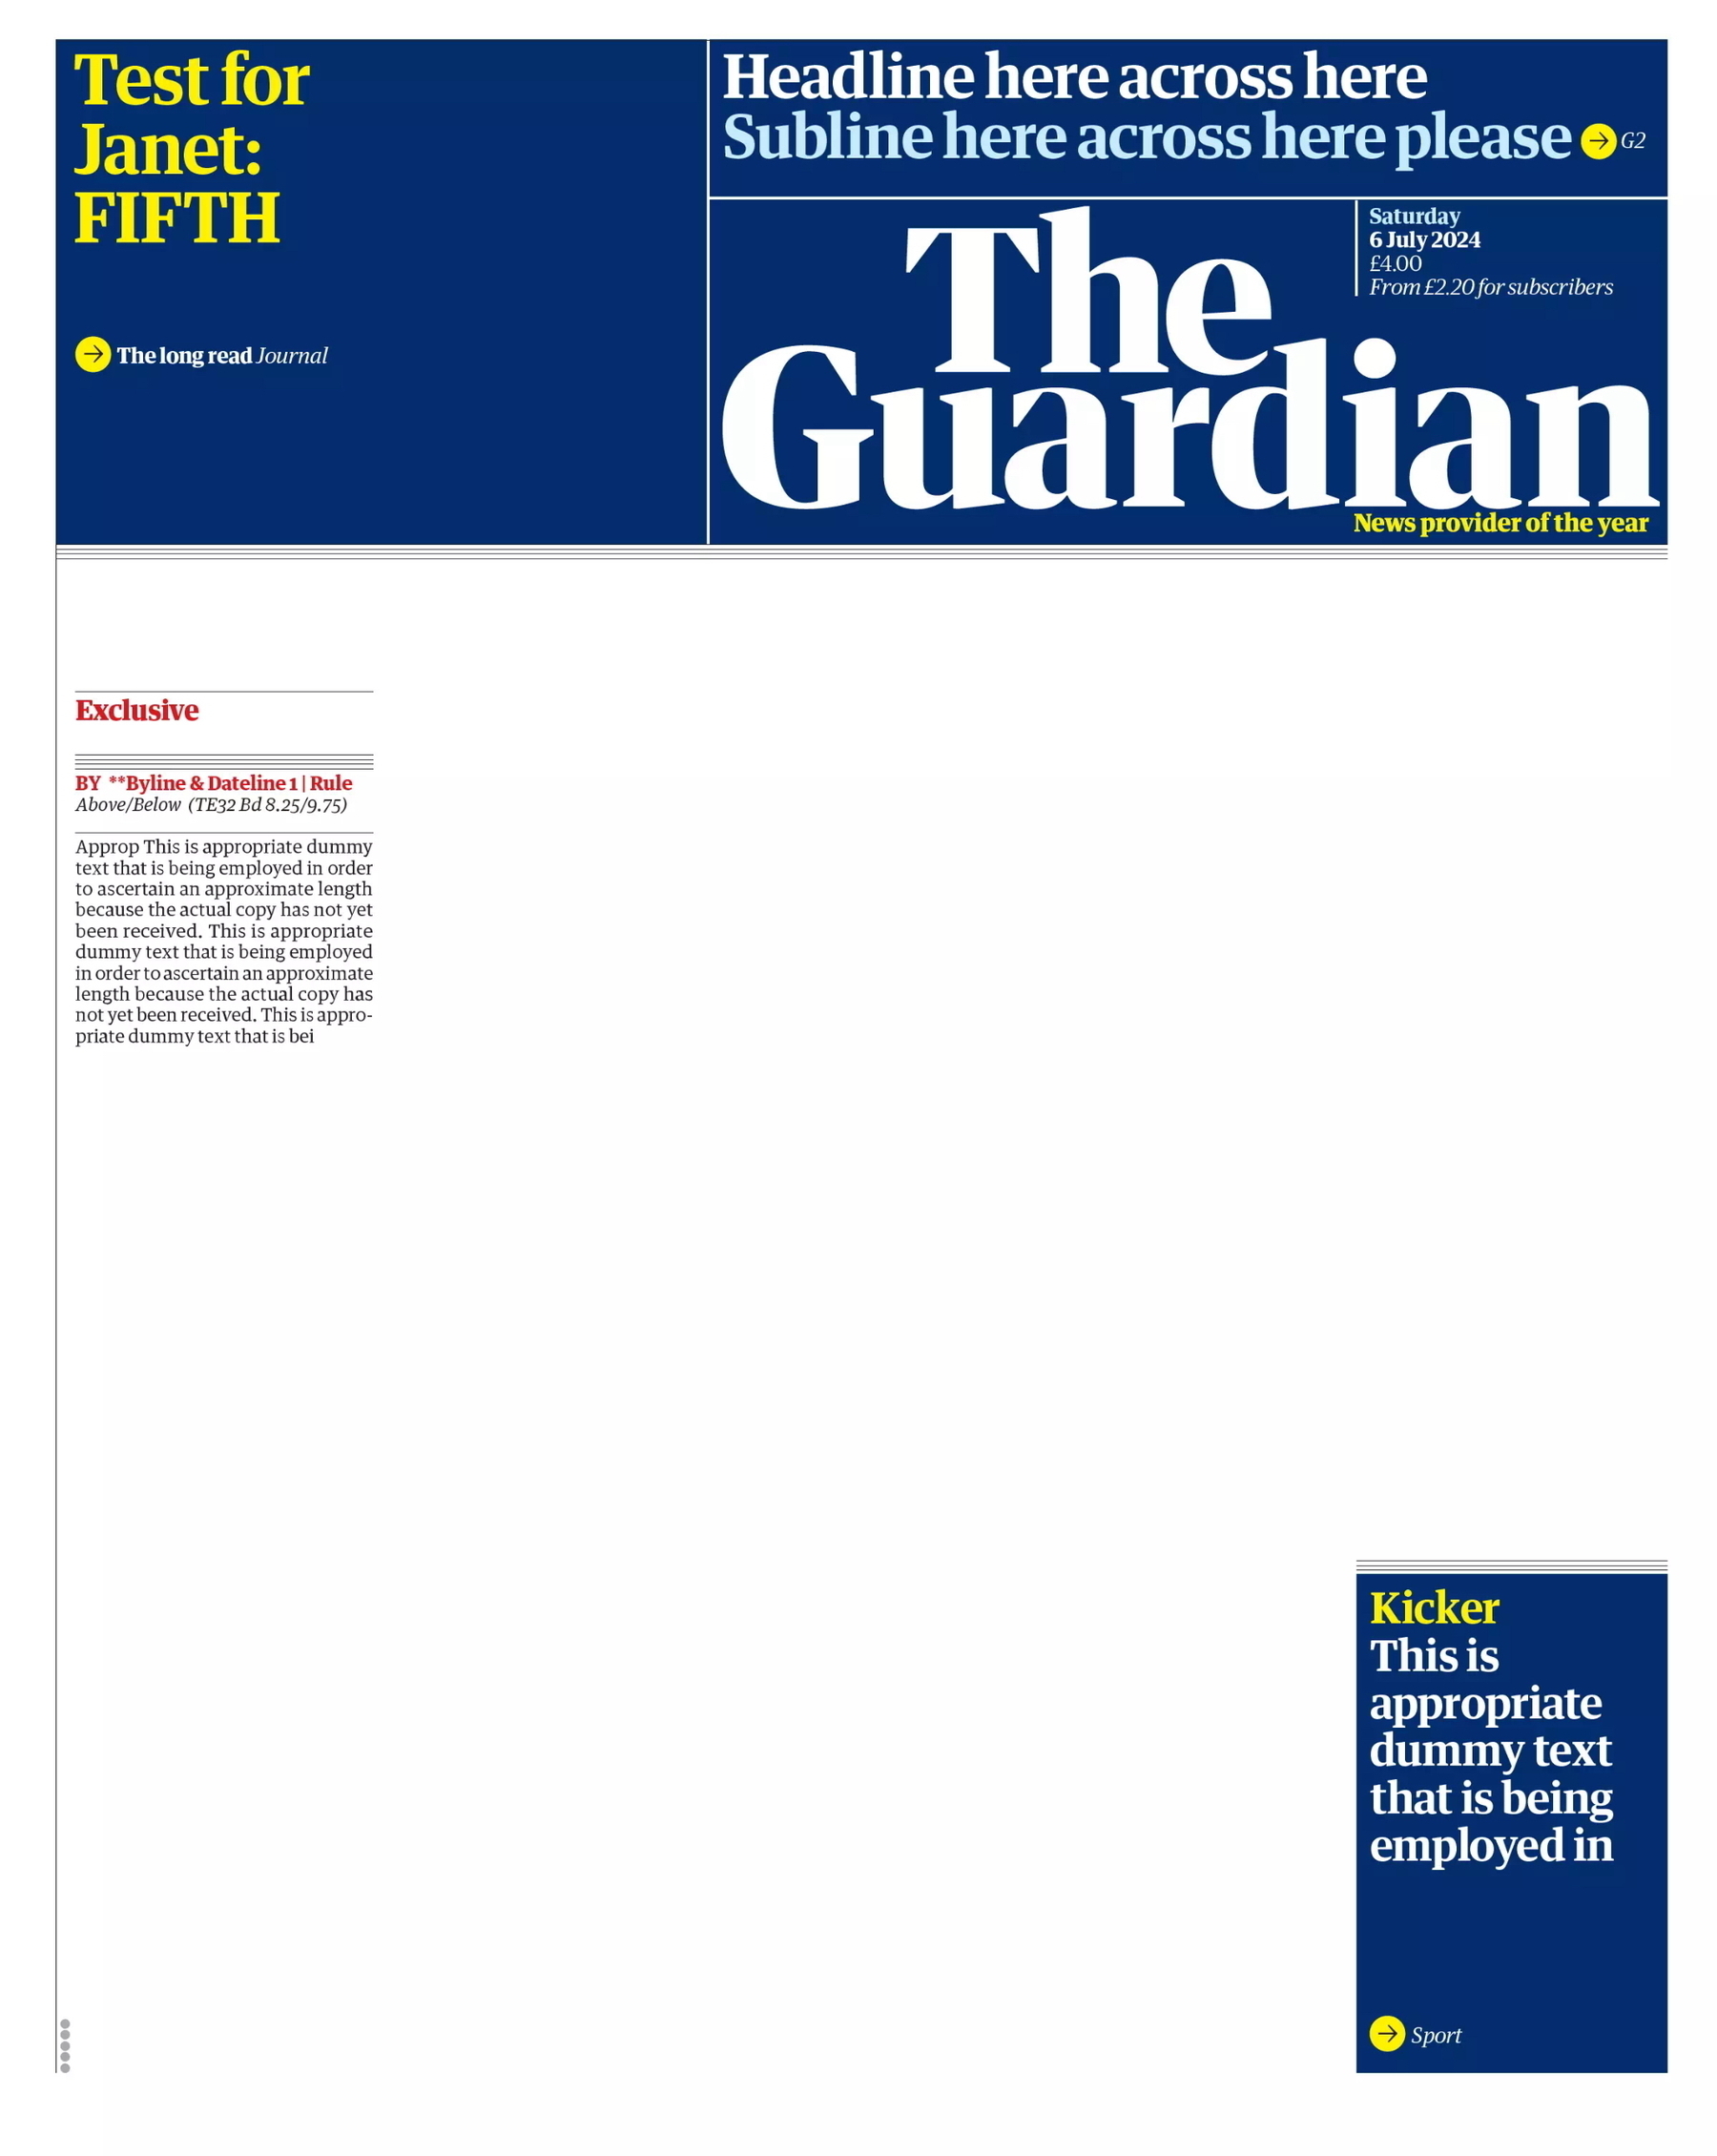 Test for
Janet:
FIFTH
The long read Journal
Headline here across here
Subline here across here please G2
Saturday
6 July 2024
£4.00
From £2.20 for subscribers
The
Guardian
News provider of the year
Exclusive
BY **Byline & Dateline 1 | Rule
Above/Below (TE32 Bd 8.25/9.75)
Approp This is appropriate dummy
text that is being employed in order
to ascertain an approximate length
because the actual copy has not yet
been received. This is appropriate
dummy text that is being employed
in order to ascertain an approximate
length because the actual copy has
not yet been received. This is appro-
priate dummy text that is bei
Kicker
This is
appropriate
dummy text
that is being
employed in
Sport